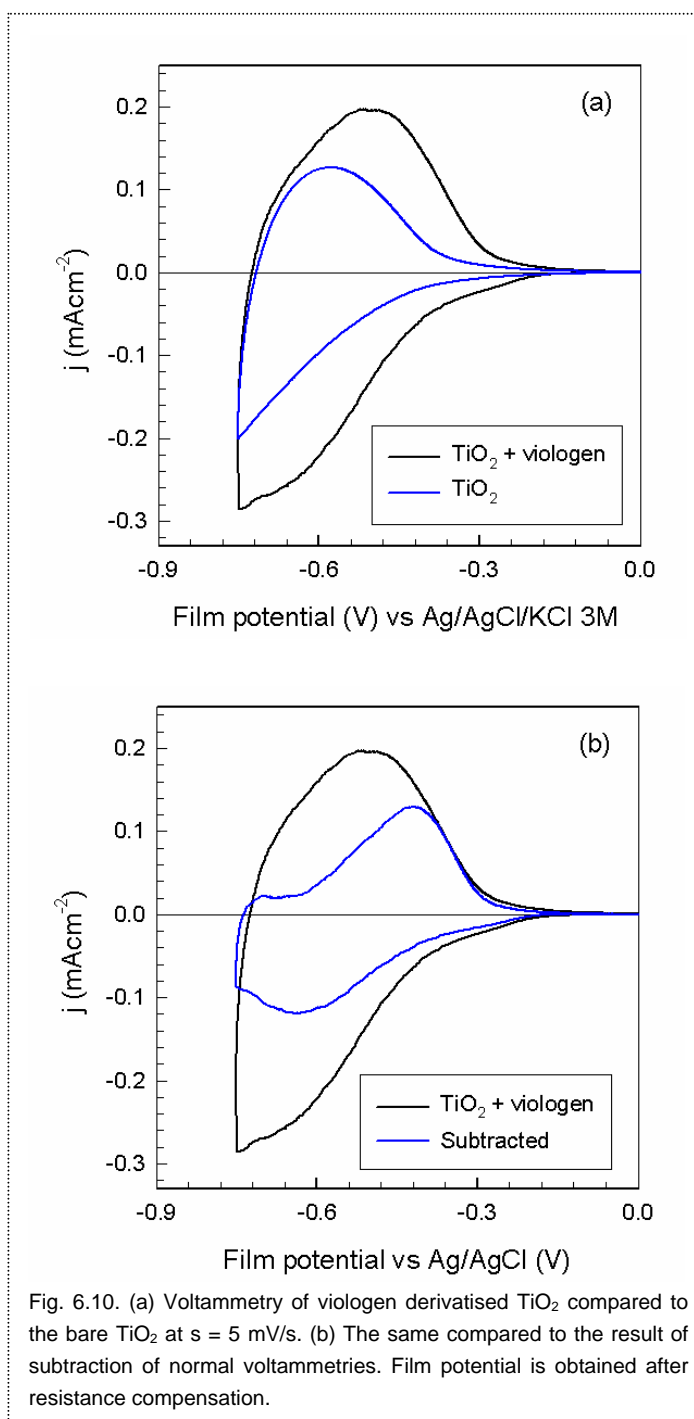 (a)
0.2
0.1
0.0
-0.1
-0.2
-0.3
j (mAcm⁻²)
TiO₂ + viologen
TiO₂
-0.9 -0.6 -0.3 0.0
Film potential (V) vs Ag/AgCl/KCl 3M
(b)
0.2
0.1
0.0
-0.1
-0.2
-0.3
j (mAcm⁻²)
TiO₂ + viologen
Subtracted
-0.9 -0.6 -0.3 0.0
Film potential vs Ag/AgCl (V)
Fig. 6.10. (a) Voltammetry of viologen derivatised TiO₂ compared to
the bare TiO₂ at s = 5 mV/s. (b) The same compared to the result of
subtraction of normal voltammetries. Film potential is obtained after
resistance compensation.